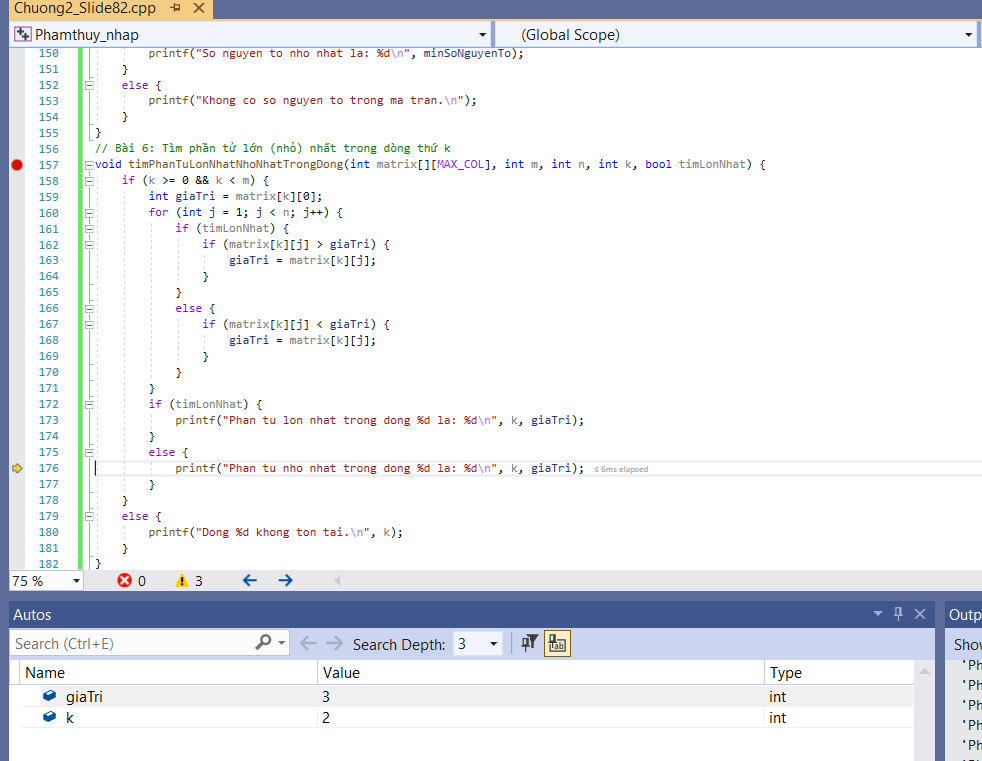 Chuong2_Slide82.cpp
Phamthuy_nhap (Global Scope)
150 printf("So nguyen to nho nhat la: %d\n", minSoNguyenTo);
151 }
152 else {
153 printf("Khong co so nguyen to trong ma tran.\n");
154 }
155 }
156 // Bài 6: Tìm phần tử lớn (nhỏ) nhất trong dòng thứ k
157 void timPhanTuLonNhatNhoNhatTrongDong(int matrix[][MAX_COL], int m, int n, int k, bool timLonNhat) {
158 if (k >= 0 && k < m) {
159 int giaTri = matrix[k][0];
160 for (int j = 1; j < n; j++) {
161 if (timLonNhat) {
162 if (matrix[k][j] > giaTri) {
163 giaTri = matrix[k][j];
164 }
165 }
166 else {
167 if (matrix[k][j] < giaTri) {
168 giaTri = matrix[k][j];
169 }
170 }
171 }
172 if (timLonNhat) {
173 printf("Phan tu lon nhat trong dong %d la: %d\n", k, giaTri);
174 }
175 else {
176 printf("Phan tu nho nhat trong dong %d la: %d\n", k, giaTri); ≤ 6ms elapsed
177 }
178 }
179 else {
180 printf("Dong %d khong ton tai.\n", k);
181 }
182 }
75 % 0 3
Autos
Search (Ctrl+E) Search Depth: 3
Name Value Type
giaTri 3 int
k 2 int
Outp
Shov
'Ph
'Ph
'Ph
'Ph
'Ph